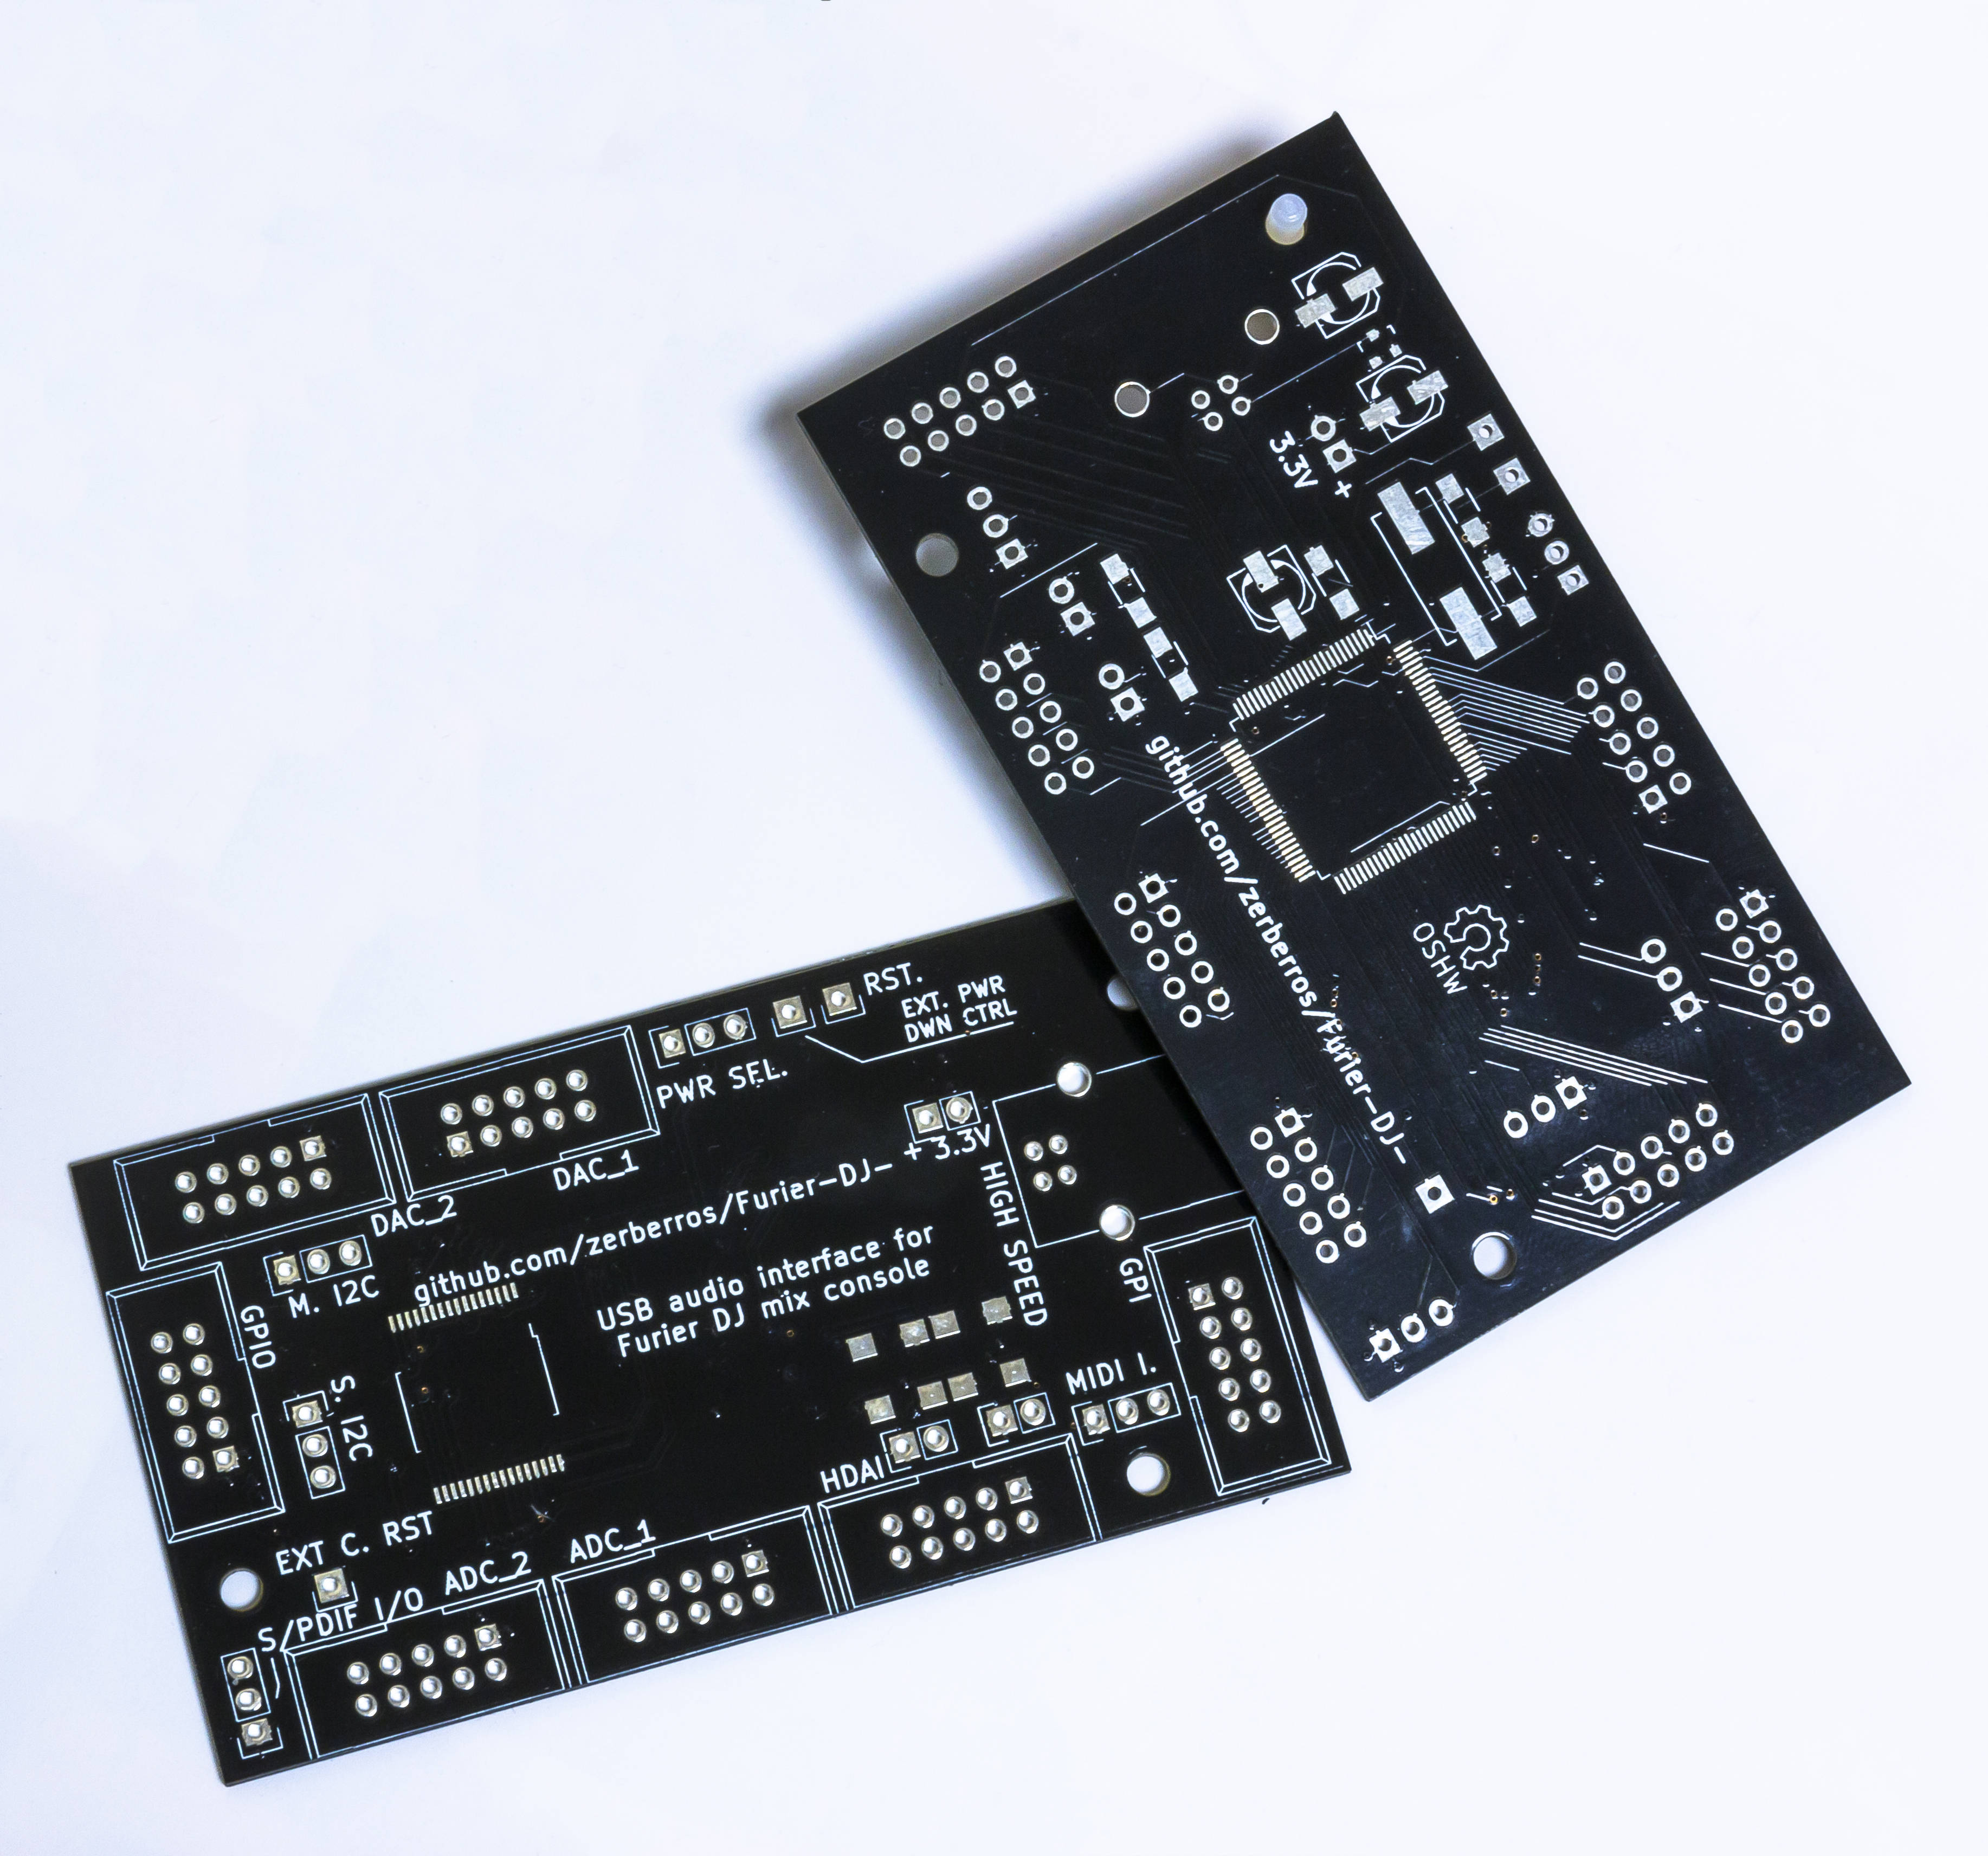 3.3V
+
github.com/zerberros/Furier-DJ-
OSHW
RST.
EXT. PWR
DWN CTRL
PWR SEL.
DAC_1
DAC_2
+ 3.3V
HIGH SPEED
github.com/zerberros/Furier-DJ-
USB audio interface for
Furier DJ mix console
M. I2C
GPIO
GPI
S. I2C
MIDI I.
HDAI
EXT C. RST
ADC_1
ADC_2
S/PDIF I/O